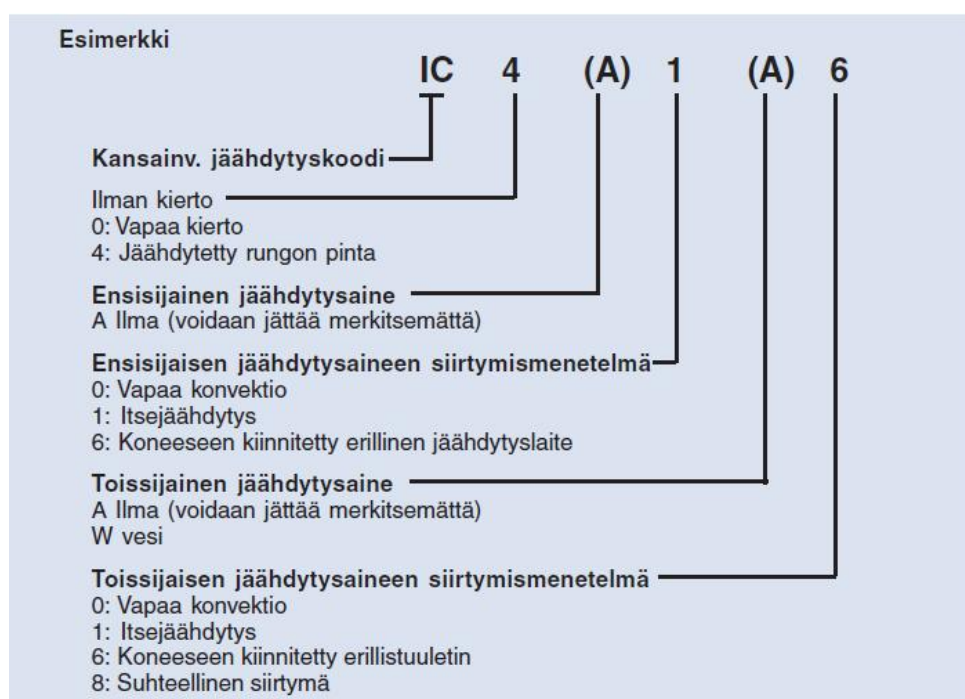 Esimerkki
IC 4 (A) 1 (A) 6
Kansainv. jäähdytyskoodi
Ilman kierto
0: Vapaa kierto
4: Jäähdytetty rungon pinta
Ensisijainen jäähdytysaine
A Ilma (voidaan jättää merkitsemättä)
Ensisijaisen jäähdytysaineen siirtymismenetelmä
0: Vapaa konvektio
1: Itsejäähdytys
6: Koneeseen kiinnitetty erillinen jäähdytyslaite
Toissijainen jäähdytysaine
A Ilma (voidaan jättää merkitsemättä)
W vesi
Toissijaisen jäähdytysaineen siirtymismenetelmä
0: Vapaa konvektio
1: Itsejäähdytys
6: Koneeseen kiinnitetty erillistuuletin
8: Suhteellinen siirtymä